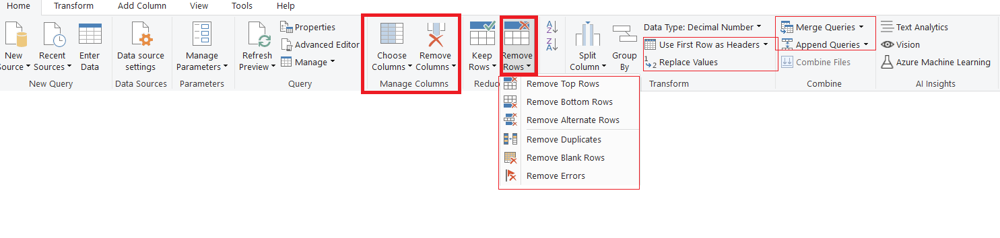 Home Transform Add Column View Tools Help
New Source
Recent Sources
Enter Data
New Query
Data source settings
Data Sources
Manage Parameters
Parameters
Refresh Preview
Properties
Advanced Editor
Manage
Query
Choose Columns
Remove Columns
Manage Columns
Keep Rows
Remove Rows
Reduc
A Z
Z A
Split Column
Group By
Data Type: Decimal Number
Use First Row as Headers
1 2 Replace Values
Transform
Merge Queries
Append Queries
Combine Files
Combine
Text Analytics
Vision
Azure Machine Learning
AI Insights
Remove Top Rows
Remove Bottom Rows
Remove Alternate Rows
Remove Duplicates
Remove Blank Rows
Remove Errors